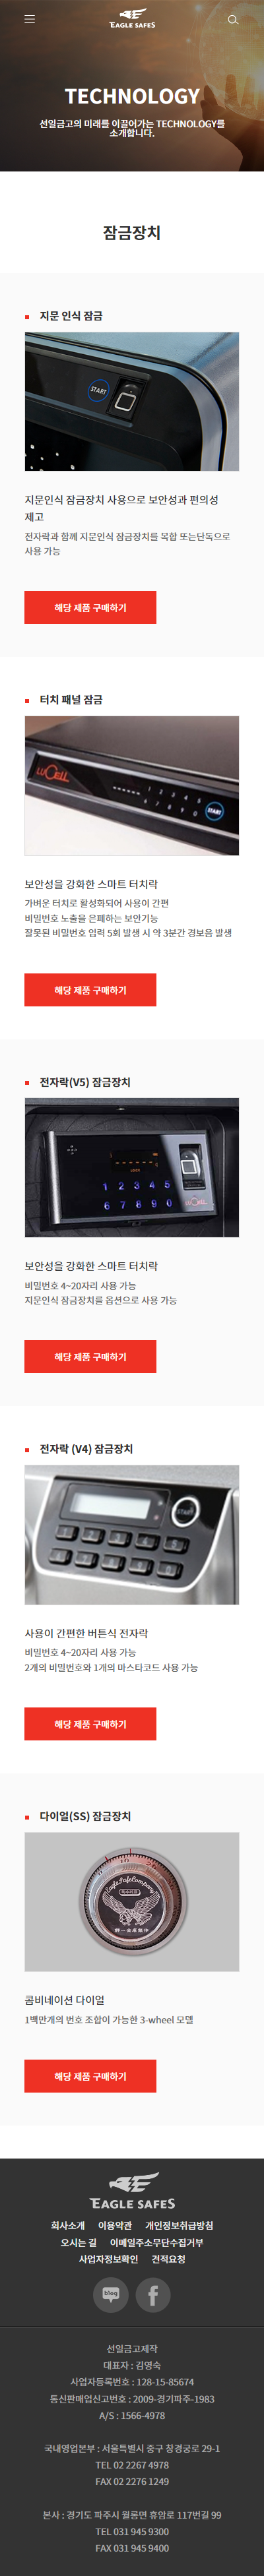 EAGLE SAFES
TECHNOLOGY
선일금고의 미래를 이끌어가는 TECHNOLOGY를
소개합니다.
잠금장치
지문 인식 잠금
START
지문인식 잠금장치 사용으로 보안성과 편의성
제고
전자락과 함께 지문인식 잠금장치를 복합 또는단독으로
사용 가능
해당 제품 구매하기
터치 패널 잠금
LUCELL
START
보안성을 강화한 스마트 터치락
가벼운 터치로 활성화되어 사용이 간편
비밀번호 노출을 은폐하는 보안기능
잘못된 비밀번호 입력 5회 발생 시 약 3분간 경보음 발생
해당 제품 구매하기
전자락(V5) 잠금장치
1 2 3 4 5
6 7 8 9 0
LUCELL
보안성을 강화한 스마트 터치락
비밀번호 4~20자리 사용 가능
지문인식 잠금장치를 옵션으로 사용 가능
해당 제품 구매하기
전자락 (V4) 잠금장치
START
사용이 간편한 버튼식 전자락
비밀번호 4~20자리 사용 가능
2개의 비밀번호와 1개의 마스타코드 사용 가능
해당 제품 구매하기
다이얼(SS) 잠금장치
Eagle Safe Company
콤비네이션 다이얼
1백만개의 번호 조합이 가능한 3-wheel 모델
해당 제품 구매하기
EAGLE SAFES
회사소개 이용약관 개인정보취급방침
오시는 길 이메일주소무단수집거부
사업자정보확인 견적요청
blog f
선일금고제작
대표자 : 김영숙
사업자등록번호 : 128-15-85674
통신판매업신고번호 : 2009-경기파주-1983
A/S : 1566-4978
국내영업본부 : 서울특별시 중구 창경궁로 29-1
TEL 02 2267 4978
FAX 02 2276 1249
본사 : 경기도 파주시 월롱면 휴암로 117번길 99
TEL 031 945 9300
FAX 031 945 9400